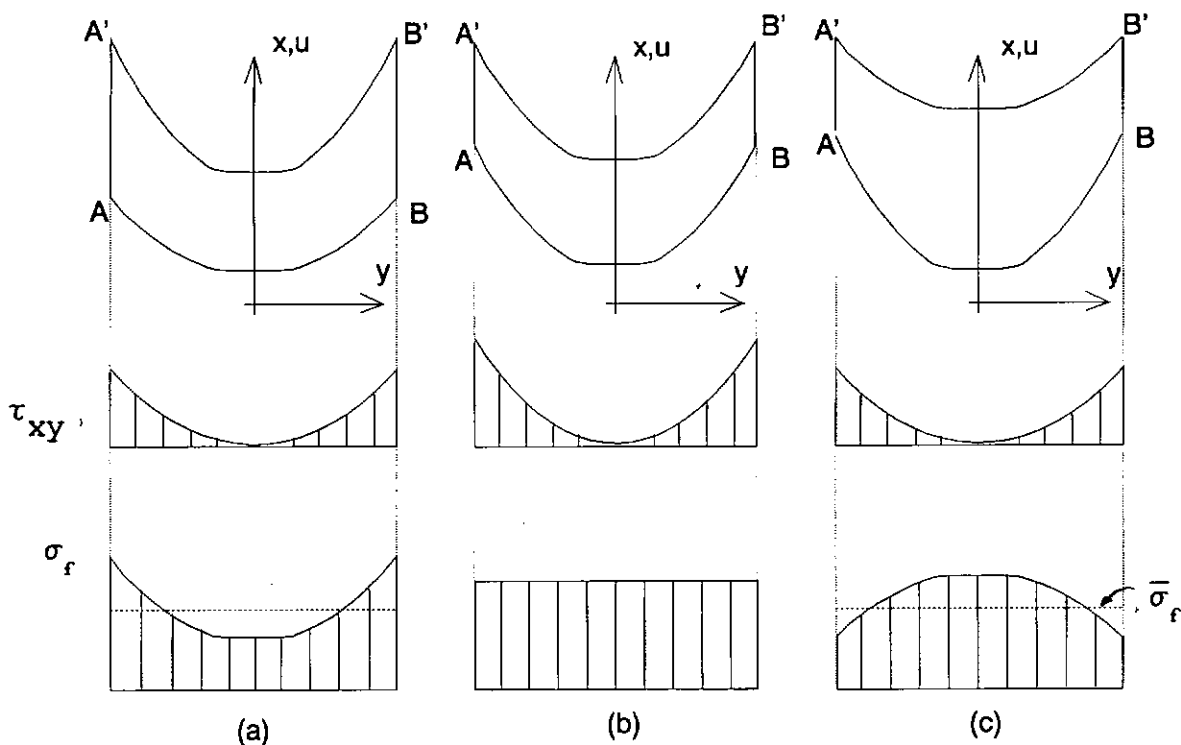 A' B' x,u A B y
A' B' x,u A B y
A' B' x,u A B y
τxy
σf
σ̄f
(a) (b) (c)